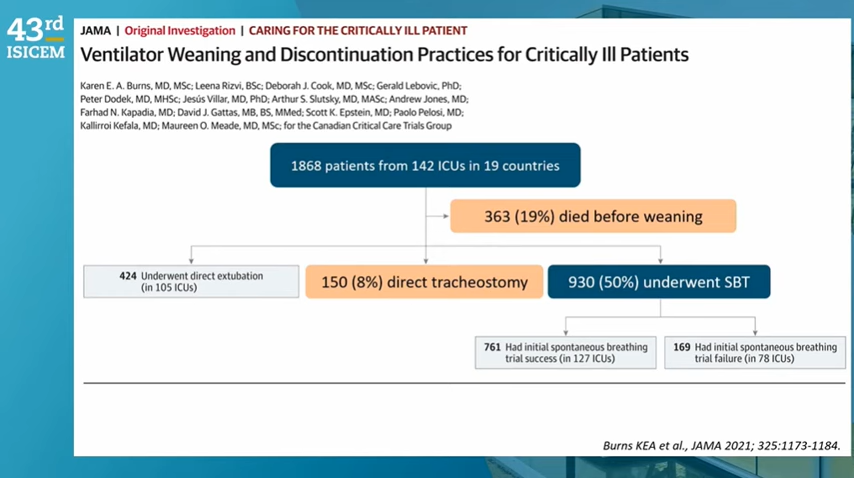 43rd
ISICEM
JAMA | Original Investigation | CARING FOR THE CRITICALLY ILL PATIENT
Ventilator Weaning and Discontinuation Practices for Critically Ill Patients
Karen E. A. Burns, MD, MSc; Leena Rizvi, BSc; Deborah J. Cook, MD, MSc; Gerald Lebovic, PhD;
Peter Dodek, MD, MHSc; Jesús Villar, MD, PhD; Arthur S. Slutsky, MD, MASc; Andrew Jones, MD;
Farhad N. Kapadia, MD; David J. Gattas, MB, BS, MMed; Scott K. Epstein, MD; Paolo Pelosi, MD;
Kallirroi Kefala, MD; Maureen O. Meade, MD, MSc; for the Canadian Critical Care Trials Group
1868 patients from 142 ICUs in 19 countries
363 (19%) died before weaning
424 Underwent direct extubation
(in 105 ICUs)
150 (8%) direct tracheostomy
930 (50%) underwent SBT
761 Had initial spontaneous breathing
trial success (in 127 ICUs)
169 Had initial spontaneous breathing
trial failure (in 78 ICUs)
Burns KEA et al., JAMA 2021; 325:1173-1184.